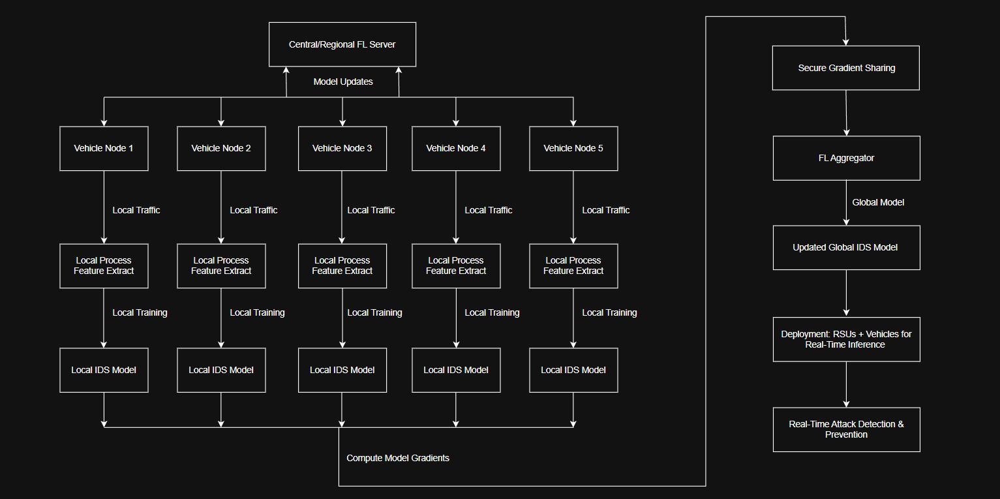 Central/Regional FL Server
Model Updates
Vehicle Node 1
Vehicle Node 2
Vehicle Node 3
Vehicle Node 4
Vehicle Node 5
Local Traffic
Local Traffic
Local Traffic
Local Traffic
Local Traffic
Local Process
Feature Extract
Local Process
Feature Extract
Local Process
Feature Extract
Local Process
Feature Extract
Local Process
Feature Extract
Local Training
Local Training
Local Training
Local Training
Local Training
Local IDS Model
Local IDS Model
Local IDS Model
Local IDS Model
Local IDS Model
Compute Model Gradients
Secure Gradient Sharing
FL Aggregator
Global Model
Updated Global IDS Model
Deployment: RSUs + Vehicles for
Real-Time Inference
Real-Time Attack Detection &
Prevention